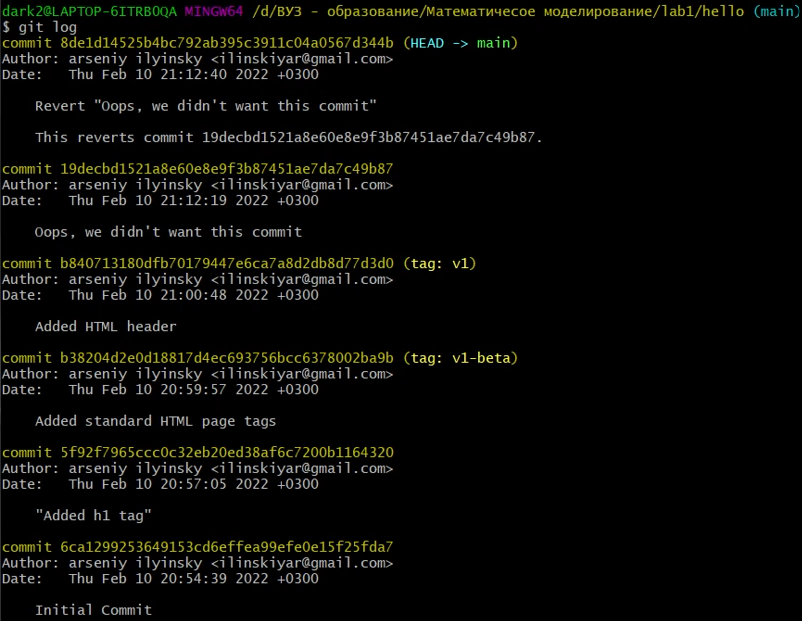 dark2@LAPTOP-6ITRBOQA MINGW64 /d/ВУЗ - образование/Математичесое моделирование/lab1/hello (main)
$ git log
commit 8de1d14525b4bc792ab395c3911c04a0567d344b (HEAD -> main)
Author: arseniy ilyinsky <ilinskiyar@gmail.com>
Date:   Thu Feb 10 21:12:40 2022 +0300

    Revert "Oops, we didn't want this commit"

    This reverts commit 19decbd1521a8e60e8e9f3b87451ae7da7c49b87.

commit 19decbd1521a8e60e8e9f3b87451ae7da7c49b87
Author: arseniy ilyinsky <ilinskiyar@gmail.com>
Date:   Thu Feb 10 21:12:19 2022 +0300

    Oops, we didn't want this commit

commit b840713180dfb70179447e6ca7a8d2db8d77d3d0 (tag: v1)
Author: arseniy ilyinsky <ilinskiyar@gmail.com>
Date:   Thu Feb 10 21:00:48 2022 +0300

    Added HTML header

commit b38204d2e0d18817d4ec693756bcc6378002ba9b (tag: v1-beta)
Author: arseniy ilyinsky <ilinskiyar@gmail.com>
Date:   Thu Feb 10 20:59:57 2022 +0300

    Added standard HTML page tags

commit 5f92f7965ccc0c32eb20ed38af6c7200b1164320
Author: arseniy ilyinsky <ilinskiyar@gmail.com>
Date:   Thu Feb 10 20:57:05 2022 +0300

    "Added h1 tag"

commit 6ca1299253649153cd6effea99efe0e15f25fda7
Author: arseniy ilyinsky <ilinskiyar@gmail.com>
Date:   Thu Feb 10 20:54:39 2022 +0300

    Initial Commit